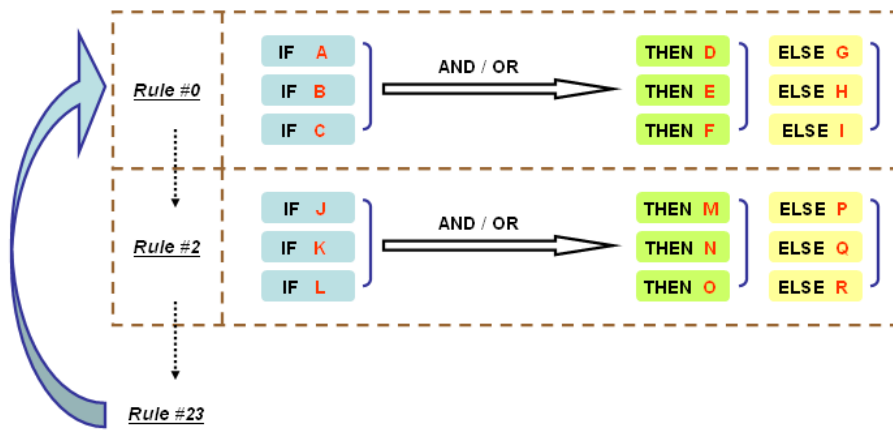 IF A
THEN D
ELSE G
AND / OR
Rule #0
IF B
THEN E
ELSE H
IF C
THEN F
ELSE I
IF J
THEN M
ELSE P
AND / OR
Rule #2
IF K
THEN N
ELSE Q
IF L
THEN O
ELSE R
Rule #23